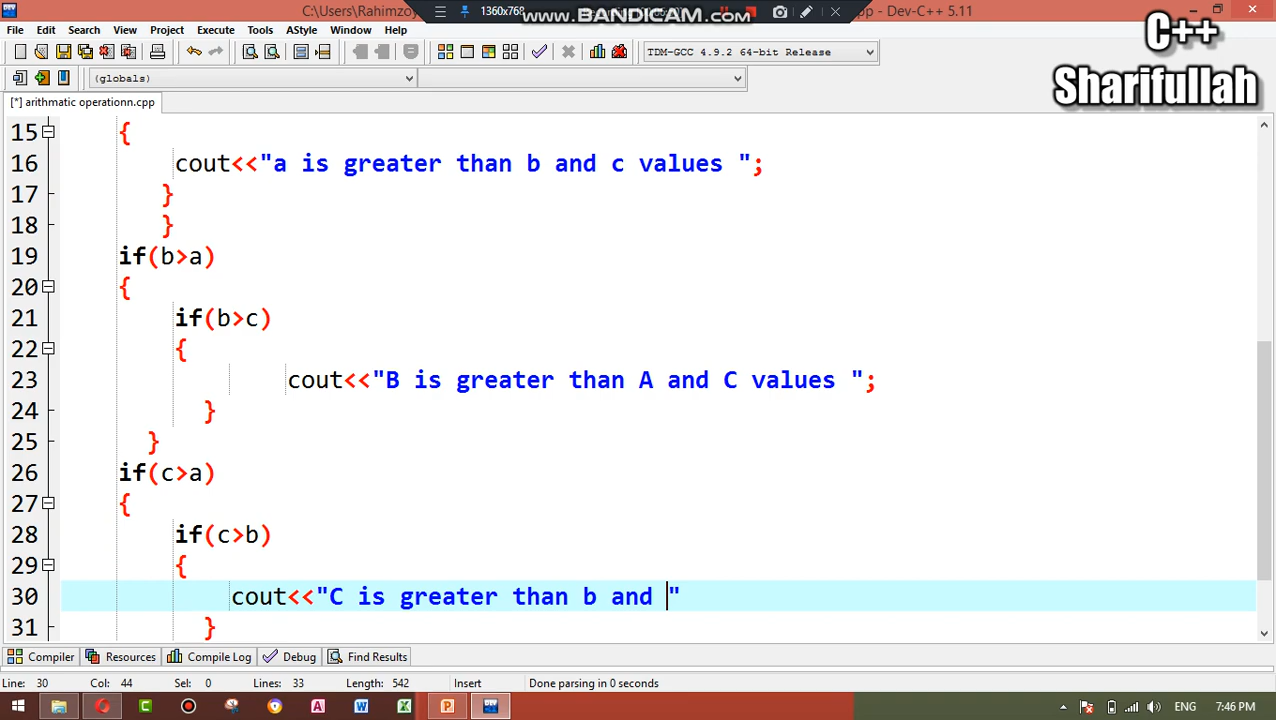 C:\Users\Rahimzoy
1360x768
www.BANDICAM.com
pp - Dev-C++ 5.11
C++
Sharifullah
File Edit Search View Project Execute Tools AStyle Window Help
TDM-GCC 4.9.2 64-bit Release
(globals)
[*] arithmatic operationn.cpp
15 {
16 cout<<"a is greater than b and c values ";
17 }
18 }
19 if(b>a)
20 {
21 if(b>c)
22 {
23 cout<<"B is greater than A and C values ";
24 }
25 }
26 if(c>a)
27 {
28 if(c>b)
29 {
30 cout<<"C is greater than b and "
31 }
Compiler Resources Compile Log Debug Find Results
Line: 30 Col: 44 Sel: 0 Lines: 33 Length: 542 Insert Done parsing in 0 seconds
7:46 PM